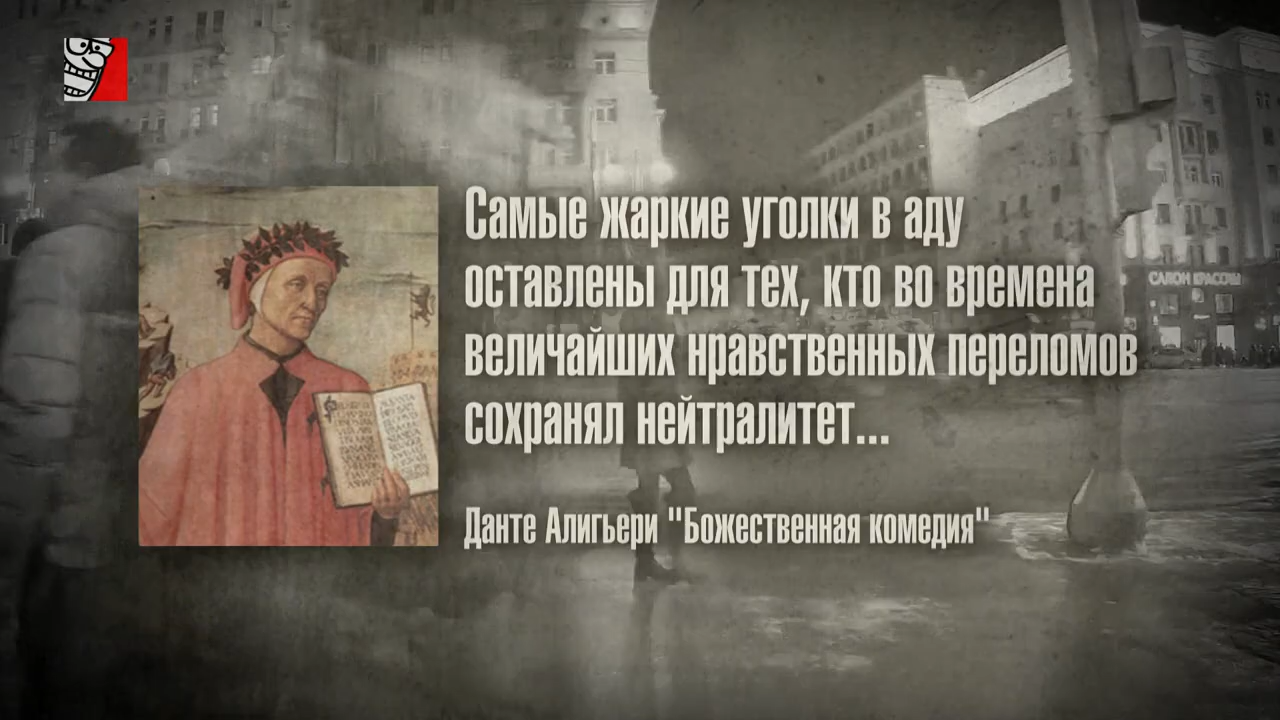 Самые жаркие уголки в аду
оставлены для тех, кто во времена
величайших нравственных переломов
сохранял нейтралитет...
Данте Алигьери "Божественная комедия"
САЛОН КРАСОТЫ